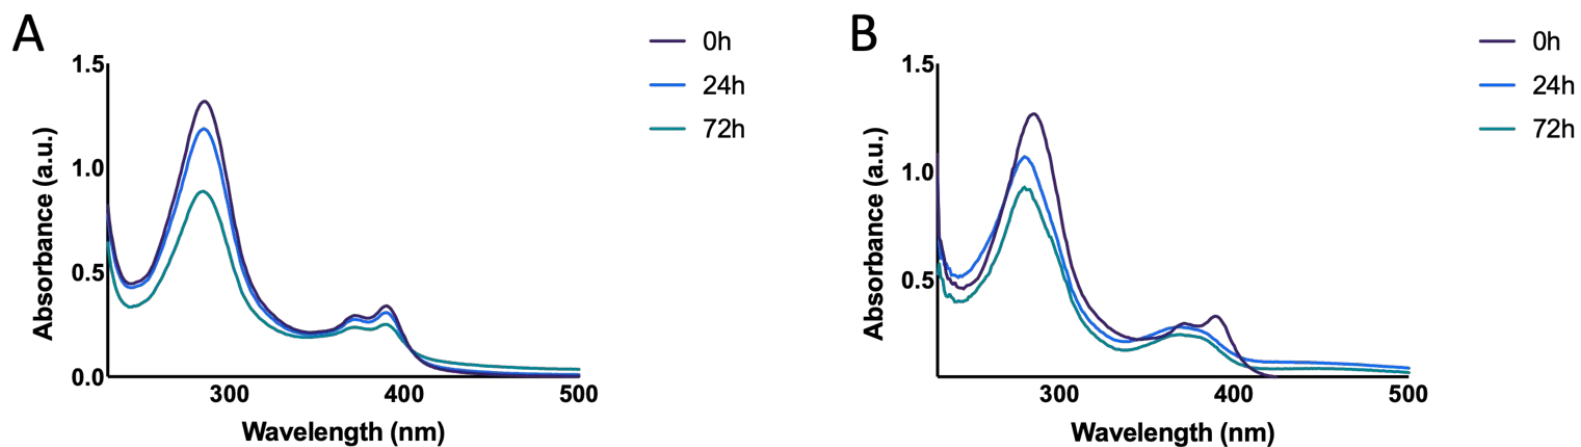 A
0h
24h
72h
1.5
1.0
0.5
0.0
Absorbance (a.u.)
300
400
500
Wavelength (nm)
B
0h
24h
72h
1.5
1.0
0.5
Absorbance (a.u.)
300
400
500
Wavelength (nm)